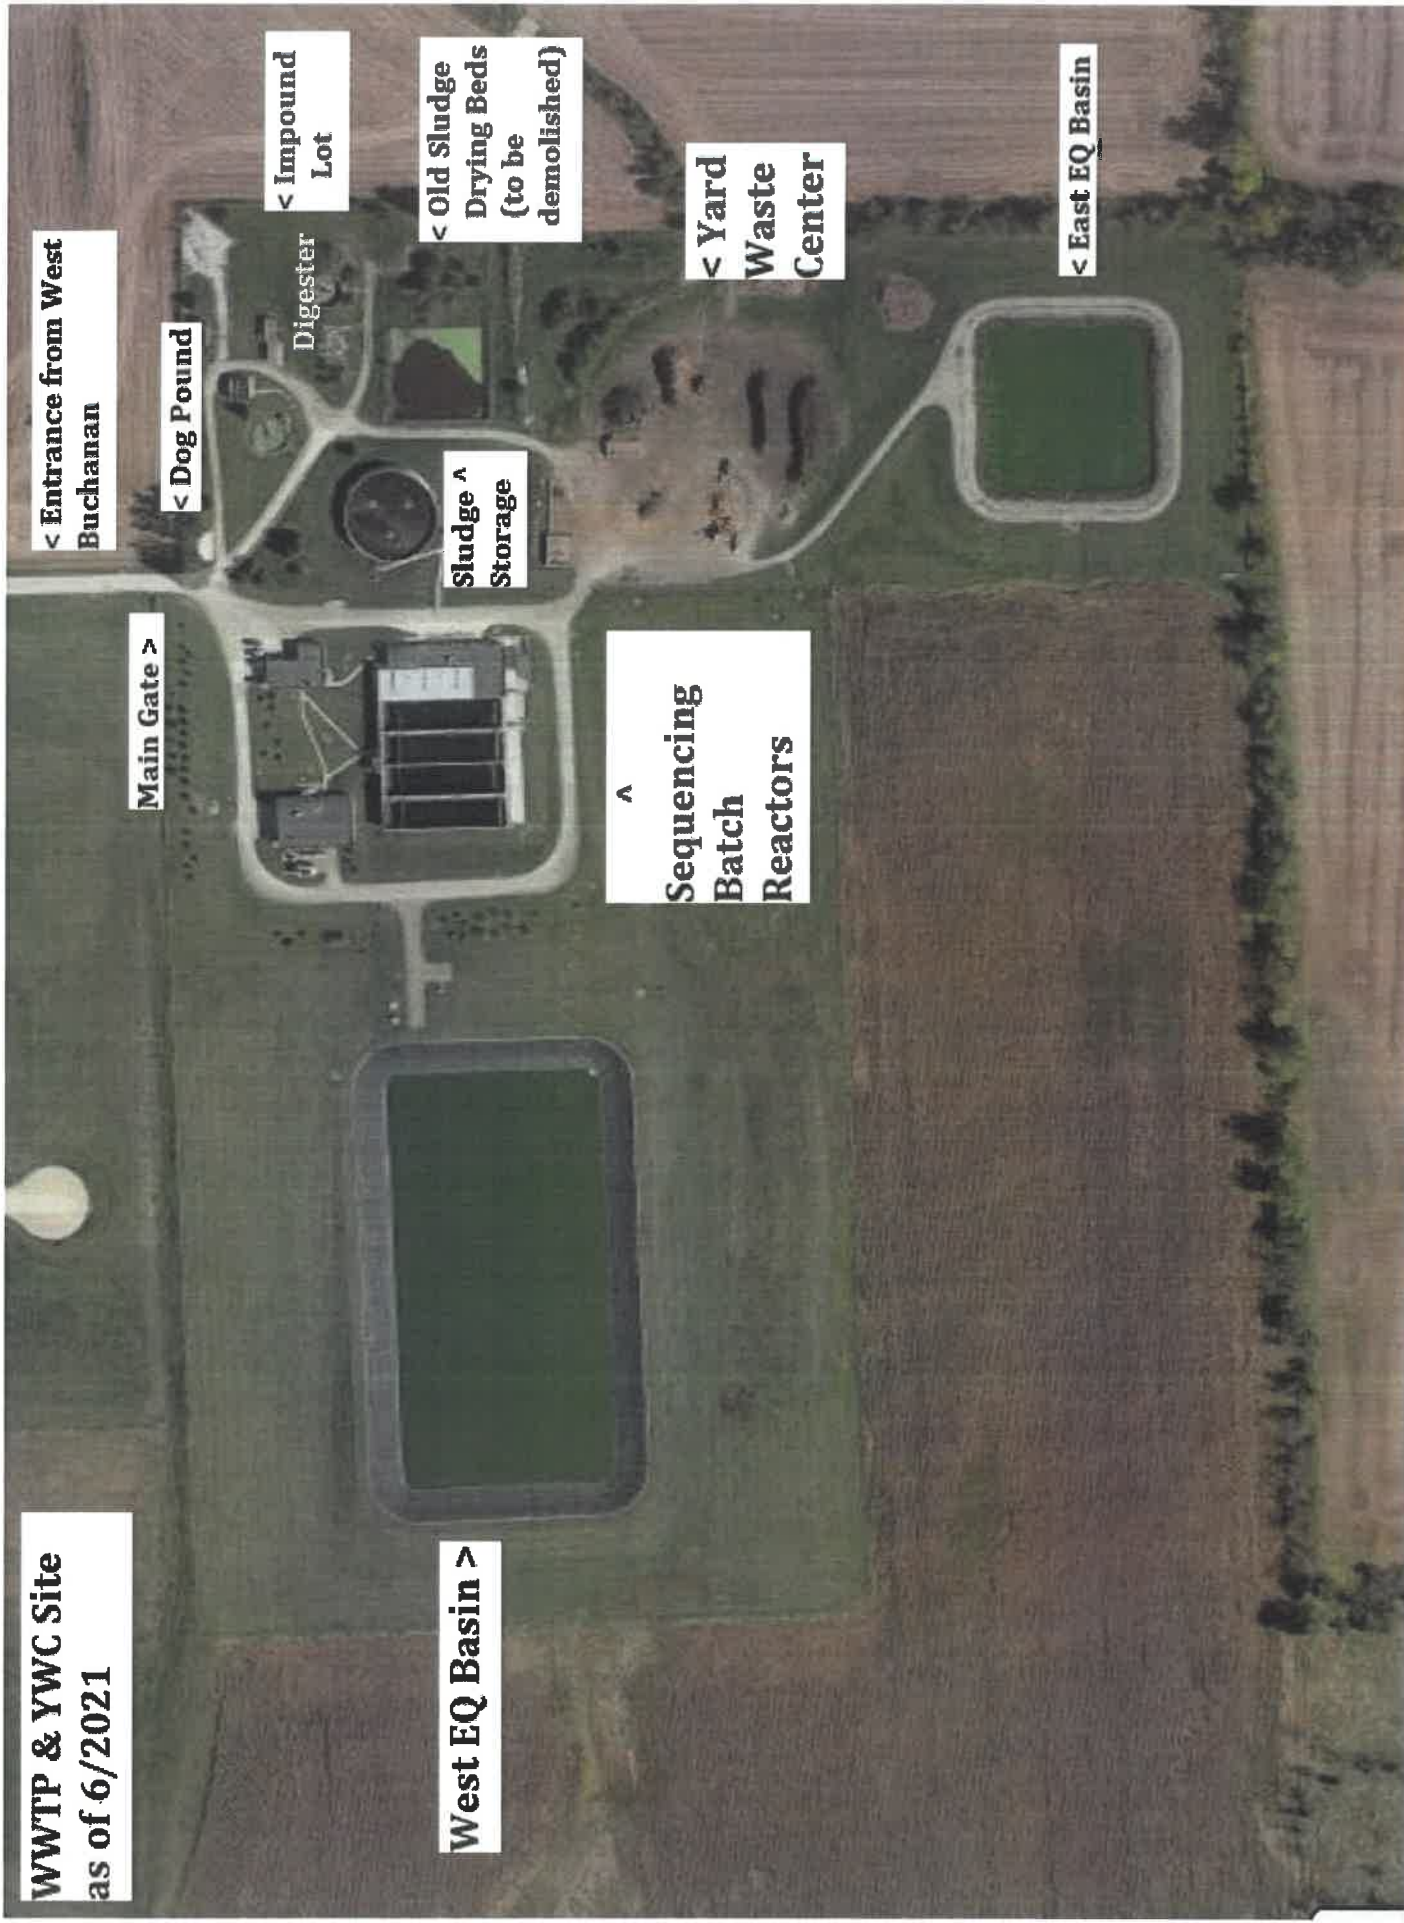 WWTP & YWC Site
as of 6/2021
< Entrance from West
Buchanan
Main Gate >
< Dog Pound
< Impound
Lot
Digester
< Old Sludge
Drying Beds
(to be
demolished)
Sludge ^
Storage
< Yard
Waste
Center
^
Sequencing
Batch
Reactors
West EQ Basin >
< East EQ Basin